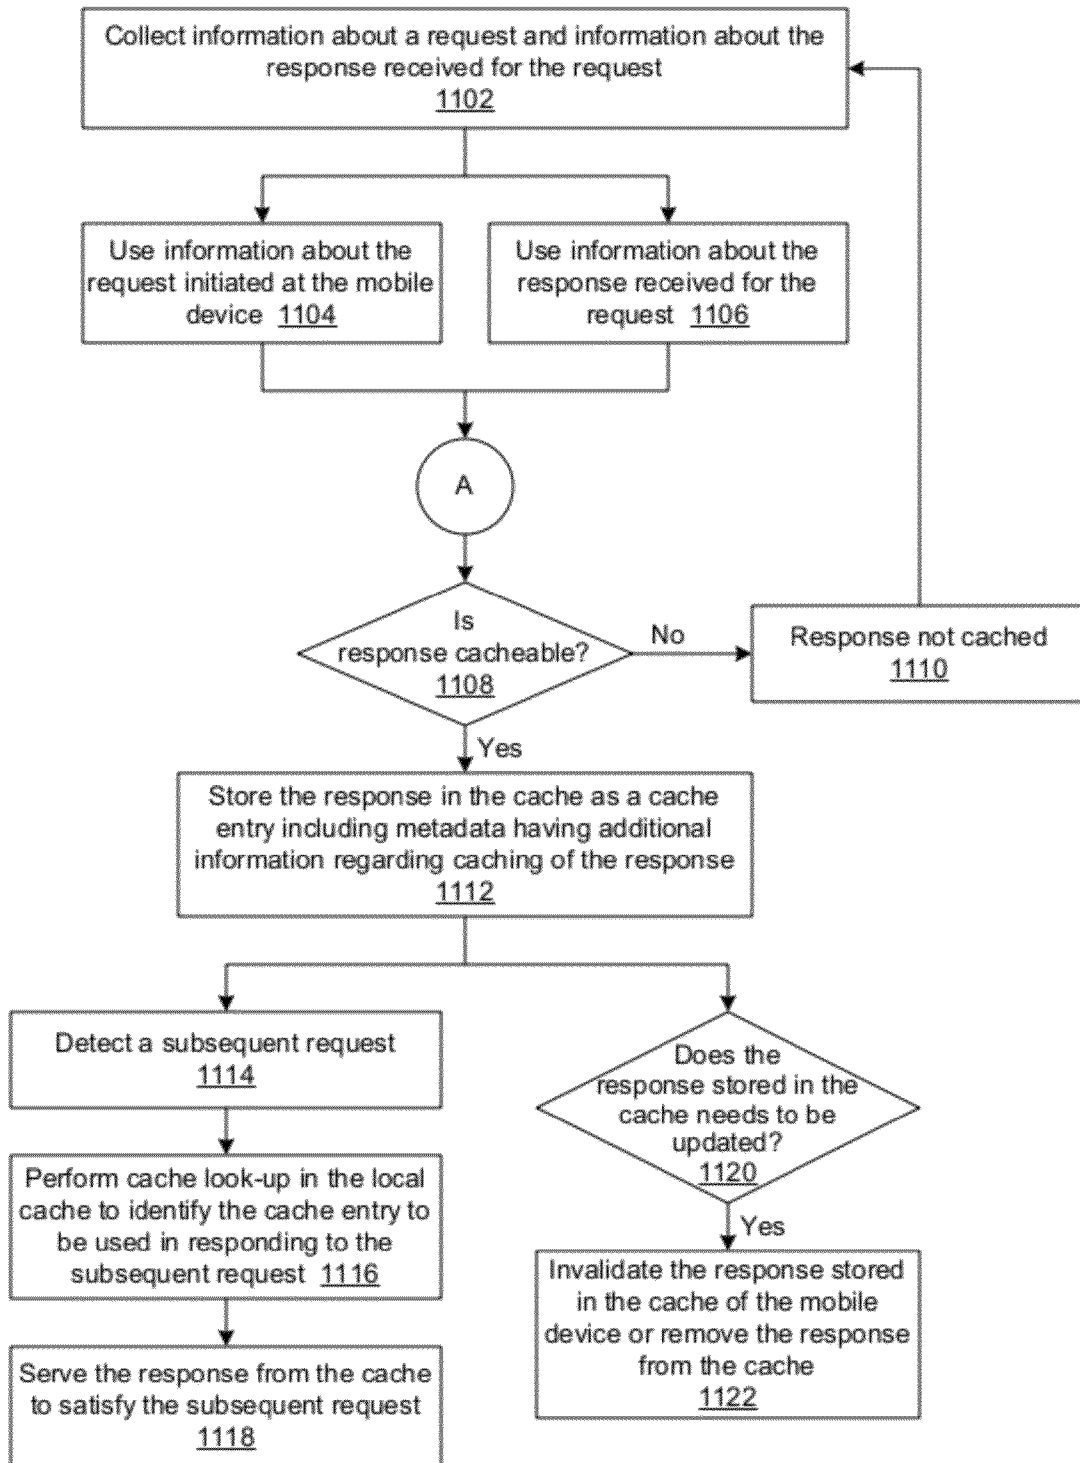 Collect information about a request and information about the
response received for the request
1102
Use information about the
request initiated at the mobile
device 1104
Use information about the
response received for the
request 1106
A
Is
response cacheable?
1108
No
Response not cached
1110
Yes
Store the response in the cache as a cache
entry including metadata having additional
information regarding caching of the response
1112
Detect a subsequent request
1114
Perform cache look-up in the local
cache to identify the cache entry to
be used in responding to the
subsequent request 1116
Serve the response from the cache
to satisfy the subsequent request
1118
Does the
response stored in the
cache needs to be
updated?
1120
Yes
Invalidate the response stored
in the cache of the mobile
device or remove the response
from the cache
1122